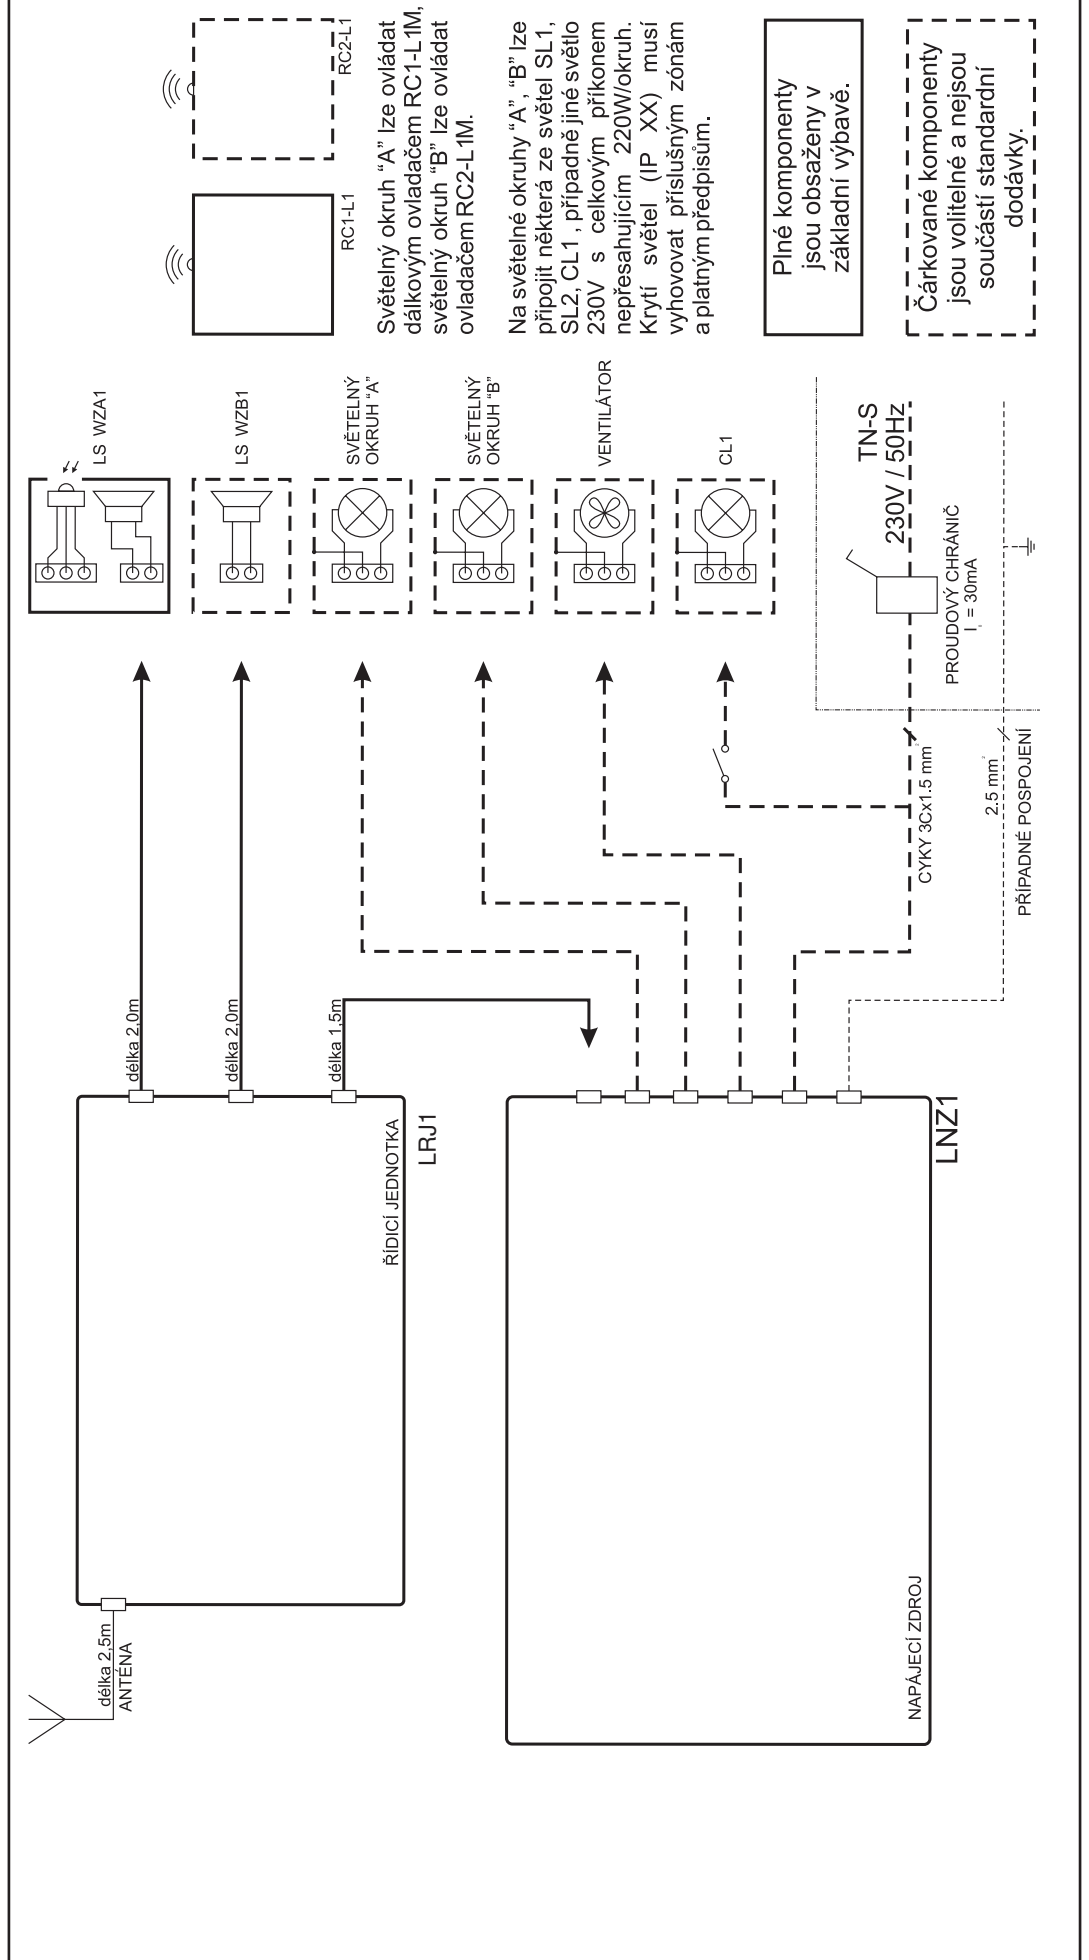 délka 2,5m
ANTÉNA
ŘÍDICÍ JEDNOTKA
LRJ1
délka 2,0m
délka 2,0m
délka 1,5m
NAPÁJECÍ ZDROJ
LNZ1
LS WZA1
LS WZB1
SVĚTELNÝ
OKRUH “A”
SVĚTELNÝ
OKRUH “B”
VENTILÁTOR
CL1
TN-S
230V / 50Hz
PROUDOVÝ CHRÁNIČ
= 30mA
CYKY 3Cx1.5 mm²
2.5 mm²
PŘÍPADNÉ POSPOJENÍ
RC1-L1
RC2-L1
Světelný okruh “A” lze ovládat
dálkovým ovladačem RC1-L1M,
světelný okruh “B” lze ovládat
ovladačem RC2-L1M.
Na světelné okruhy “A”, “B” lze
připojit některá ze světel SL1,
SL2, CL1 , případně jiné světlo
230V s celkovým příkonem
nepřesahujícím 220W/okruh.
Krytí světel (IP XX) musí
vyhovovat příslušným zónám
a platným předpisům.
Plné komponenty
jsou obsaženy v
základní výbavě.
Čárkované komponenty
jsou volitelné a nejsou
součástí standardní
dodávky.